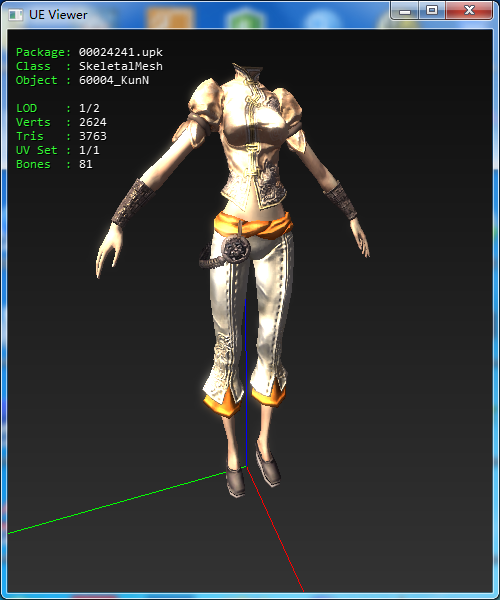 UE Viewer
Package: 00024241.upk
Class : SkeletalMesh
Object : 60004_KunN
LOD : 1/2
Verts : 2624
Tris : 3763
UV Set : 1/1
Bones : 81